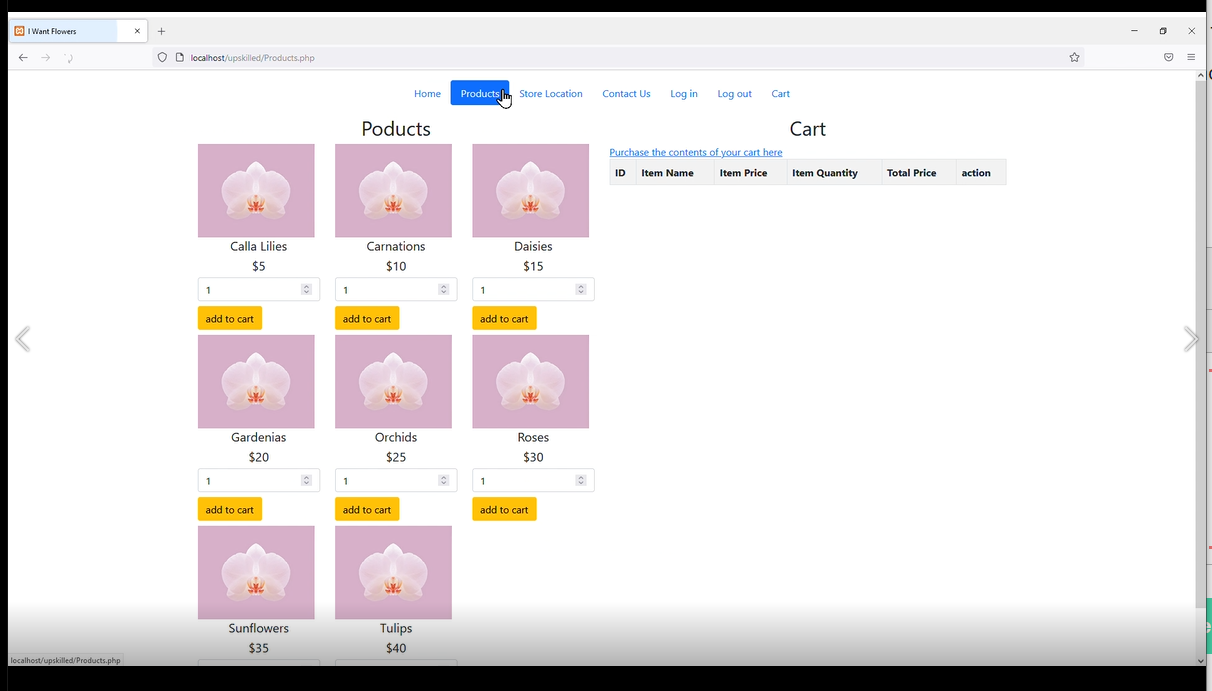 I Want Flowers
localhost/upskilled/Products.php
Home Products Store Location Contact Us Log in Log out Cart
Poducts
Calla Lilies Carnations Daisies
$5 $10 $15
1 1 1
add to cart add to cart add to cart
Gardenias Orchids Roses
$20 $25 $30
1 1 1
add to cart add to cart add to cart
Sunflowers Tulips
$35 $40
Cart
Purchase the contents of your cart here
ID Item Name Item Price Item Quantity Total Price action
localhost/upskilled/Products.php